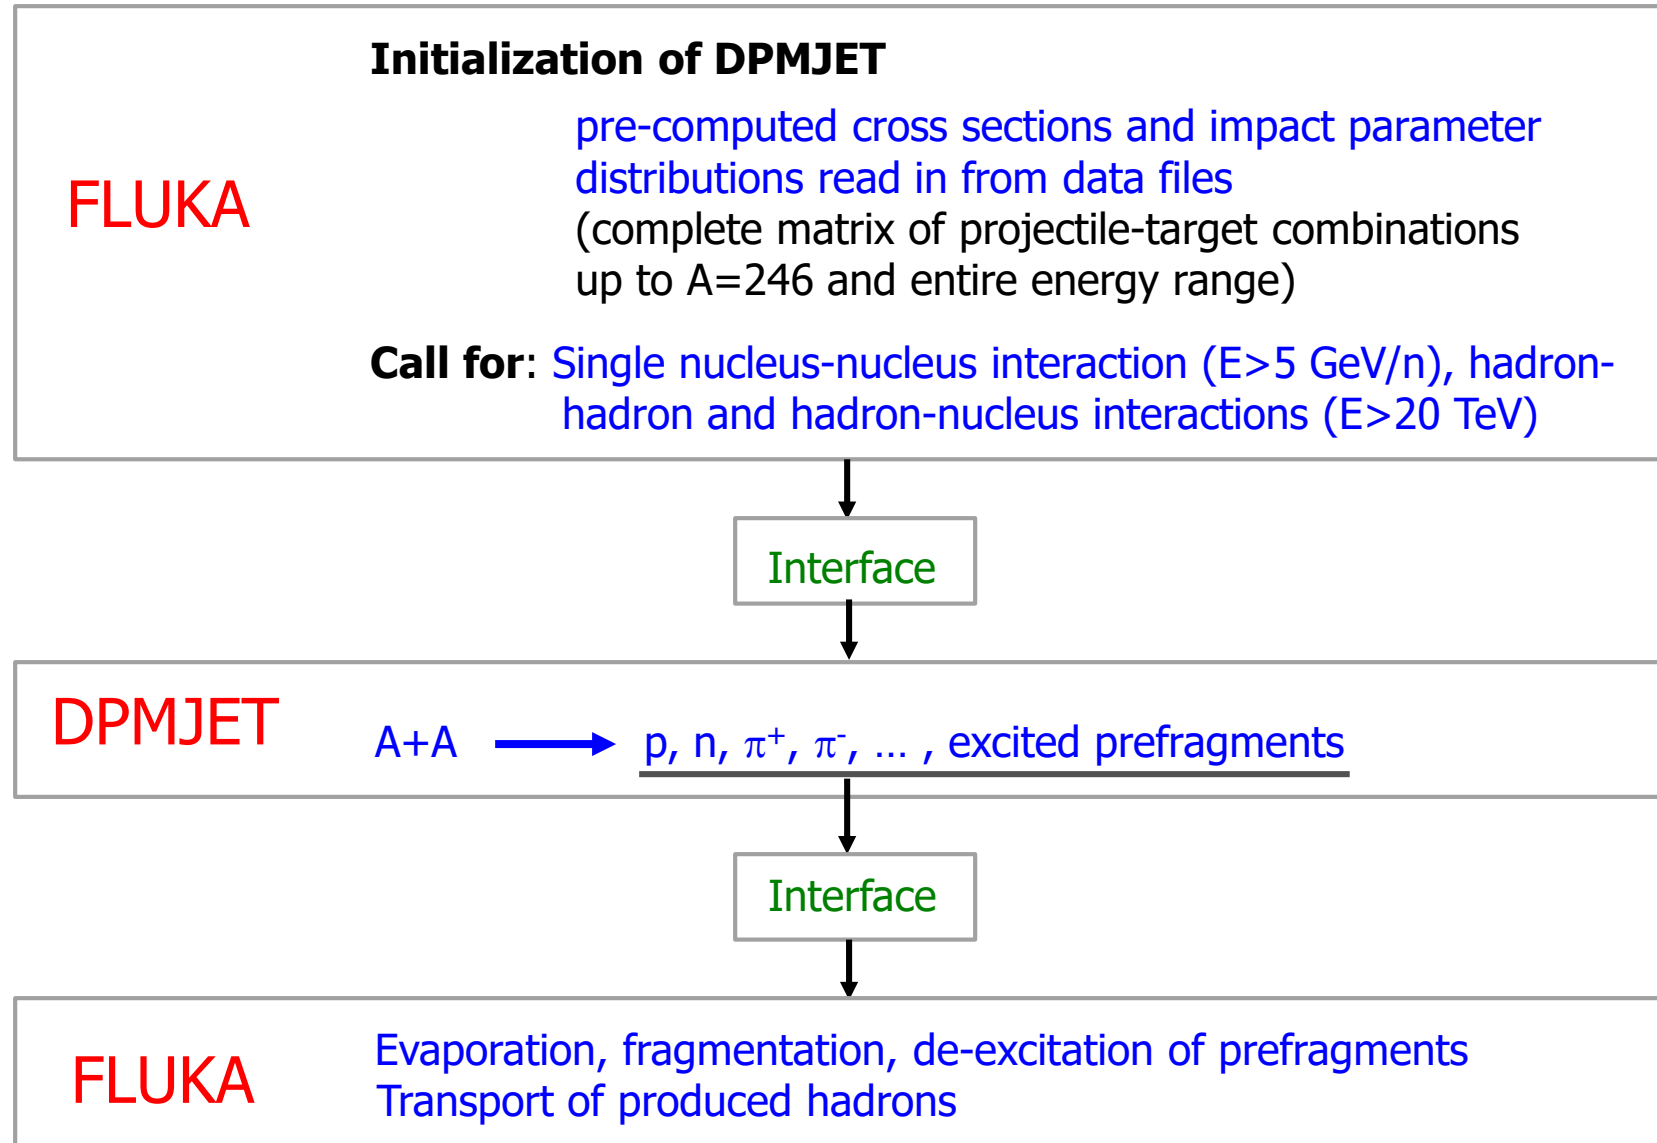 Initialization of DPMJET
pre-computed cross sections and impact parameter
distributions read in from data files
FLUKA
(complete matrix of projectile-target combinations
up to A=246 and entire energy range)
Call for: Single nucleus-nucleus interaction (E>5 GeV/n), hadron-
hadron and hadron-nucleus interactions (E>20 TeV)
Interface
DPMJET
A+A p, n, π⁺, π⁻, ... , excited prefragments
Interface
FLUKA
Evaporation, fragmentation, de-excitation of prefragments
Transport of produced hadrons